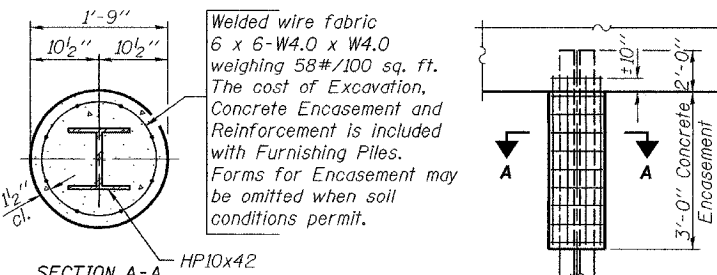 1'-9"
10½" 10½"
Welded wire fabric
6 x 6-W4.0 x W4.0
weighing 58#/100 sq. ft.
The cost of Excavation,
Concrete Encasement and
Reinforcement is included
with Furnishing Piles.
Forms for Encasement may
be omitted when soil
conditions permit.
1½"
cl.
HP10x42
SECTION A-A
±10"
2'-0"
A A
3'-0" Concrete
Encasement